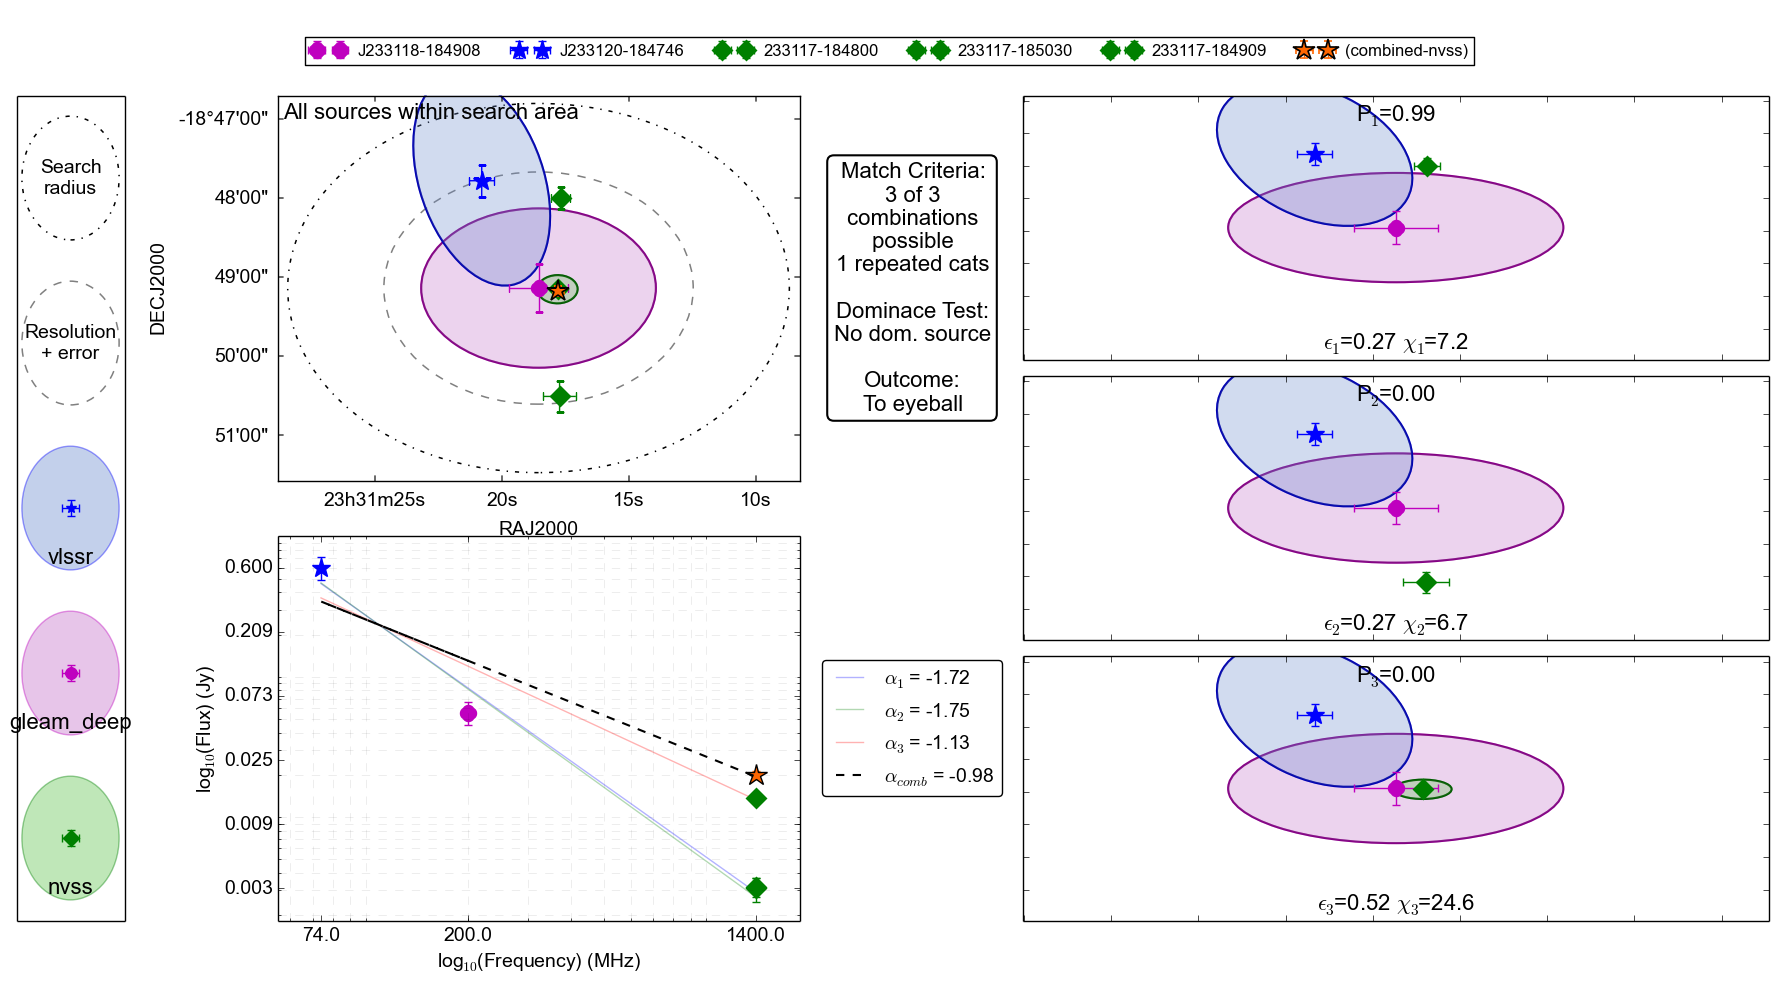 J233118-184908 J233120-184746 233117-184800 233117-185030 233117-184909 (combined-nvss)
Search
radius
Resolution
+ error
vlssr
gleam_deep
nvss
All sources within search area
-18°47'00"
48'00"
49'00"
50'00"
51'00"
DECJ2000
23h31m25s 20s 15s 10s
RAJ2000
Match Criteria:
3 of 3
combinations
possible
1 repeated cats
Dominace Test:
No dom. source
Outcome:
To eyeball
0.600
0.209
0.073
0.025
0.009
0.003
log10(Flux) (Jy)
74.0 200.0 1400.0
log10(Frequency) (MHz)
α1 = -1.72
α2 = -1.75
α3 = -1.13
αcomb = -0.98
P1=0.99
ϵ1=0.27 χ1=7.2
P2=0.00
ϵ2=0.27 χ2=6.7
P3=0.00
ϵ3=0.52 χ3=24.6